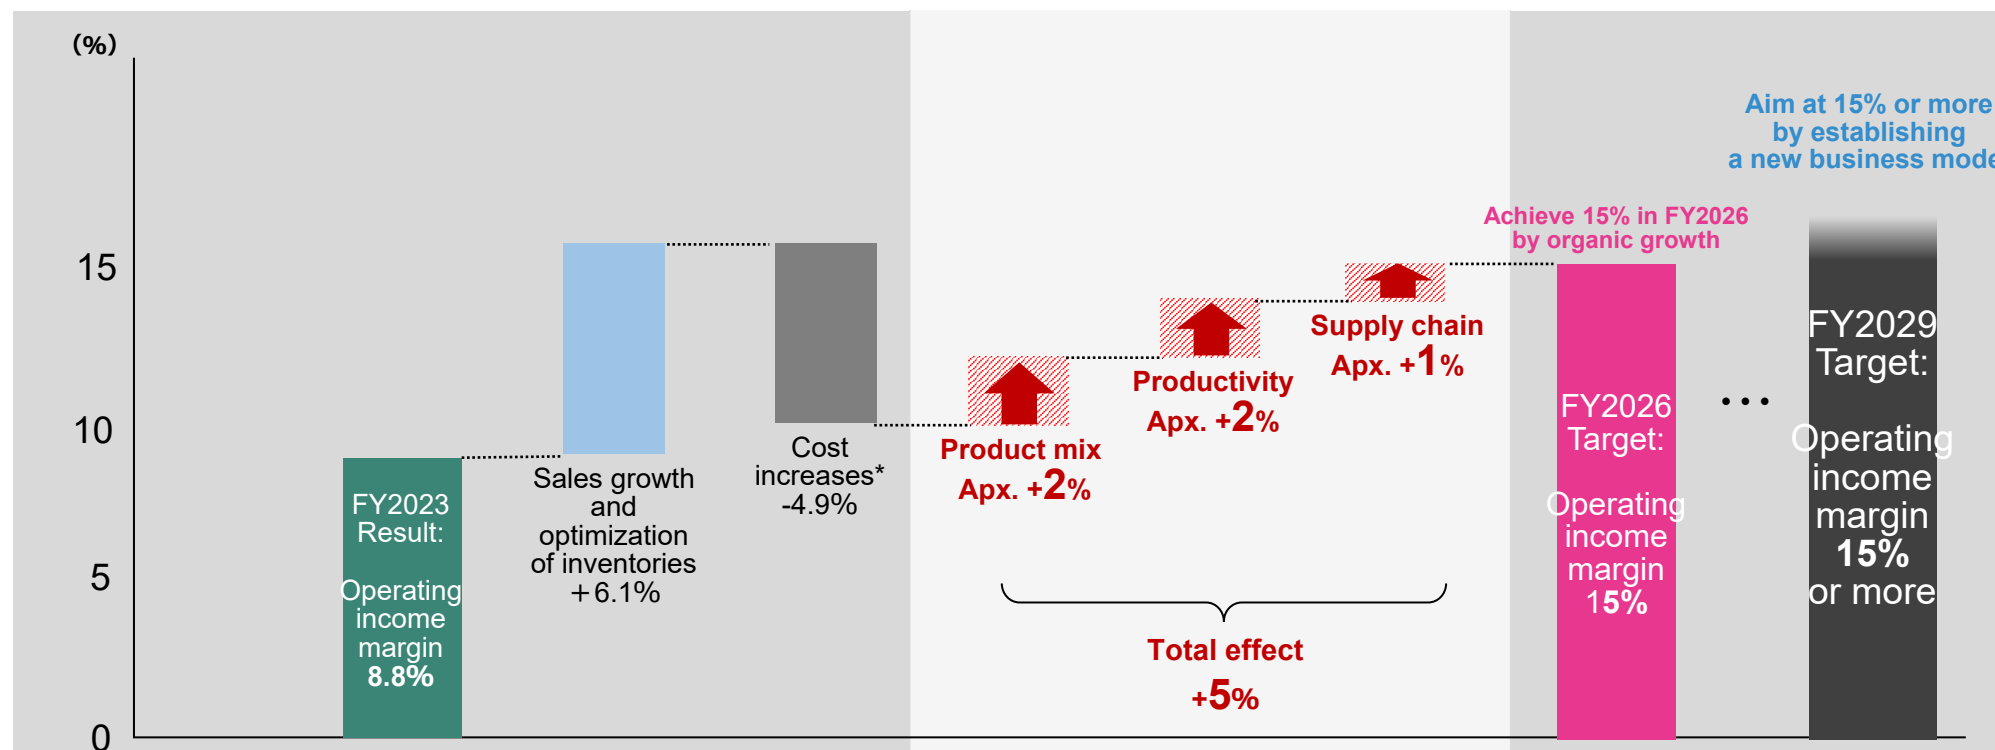 (%)
15
10
5
0
FY2023
Result:
Operating
income
margin
8.8%
Sales growth
and
optimization
of inventories
+6.1%
Cost
increases*
-4.9%
Product mix
Apx. +2%
Productivity
Apx. +2%
Supply chain
Apx. +1%
Total effect
+5%
Achieve 15% in FY2026
by organic growth
FY2026
Target:
Operating
income
margin
15%
•••
Aim at 15% or more
by establishing
a new business mode
FY2029
Target:
Operating
income
margin
15%
or more